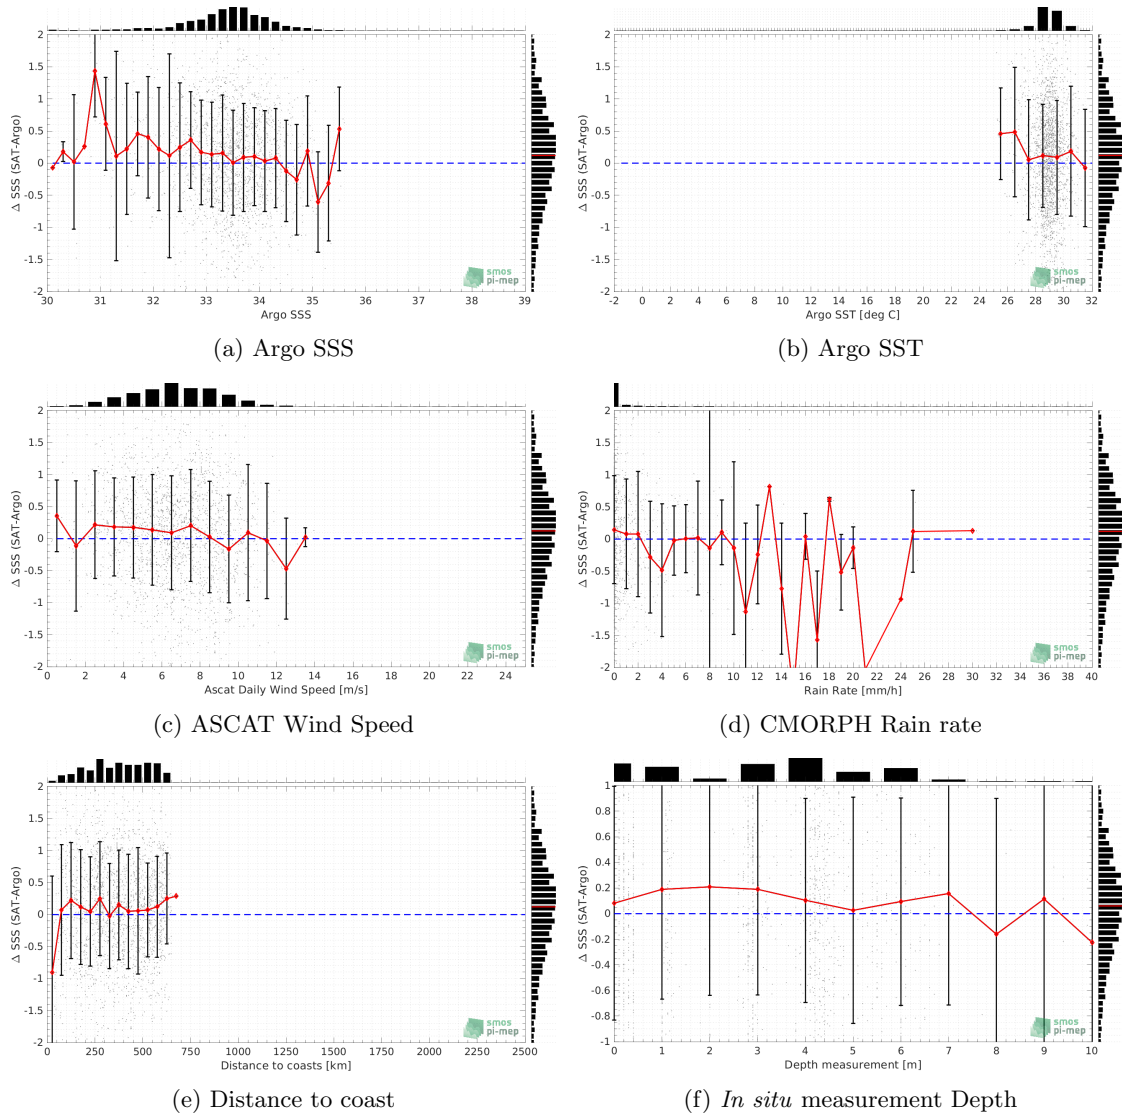 Δ SSS (SAT-Argo)
2
1.5
1
0.5
0
-0.5
-1
-1.5
-2
30 31 32 33 34 35 36 37 38 39
Argo SSS
smos
pi-mep
(a) Argo SSS
Δ SSS (SAT-Argo)
2
1.5
1
0.5
0
-0.5
-1
-1.5
-2
-2 0 2 4 6 8 10 12 14 16 18 20 22 24 26 28 30 32
Argo SST [deg C]
smos
pi-mep
(b) Argo SST
Δ SSS (SAT-Argo)
2
1.5
1
0.5
0
-0.5
-1
-1.5
-2
0 2 4 6 8 10 12 14 16 18 20 22 24
Ascat Daily Wind Speed [m/s]
smos
pi-mep
(c) ASCAT Wind Speed
Δ SSS (SAT-Argo)
2
1.5
1
0.5
0
-0.5
-1
-1.5
-2
0 2 4 6 8 10 12 14 16 18 20 22 24 26 28 30 32 34 36 38 40
Rain Rate [mm/h]
smos
pi-mep
(d) CMORPH Rain rate
Δ SSS (SAT-Argo)
2
1.5
1
0.5
0
-0.5
-1
-1.5
-2
0 250 500 750 1000 1250 1500 1750 2000 2250 2500
Distance to coasts [km]
smos
pi-mep
(e) Distance to coast
Δ SSS (SAT-Argo)
1
0.8
0.6
0.4
0.2
0
-0.2
-0.4
-0.6
-0.8
-1
0 1 2 3 4 5 6 7 8 9 10
Depth measurement [m]
smos
pi-mep
(f) In situ measurement Depth